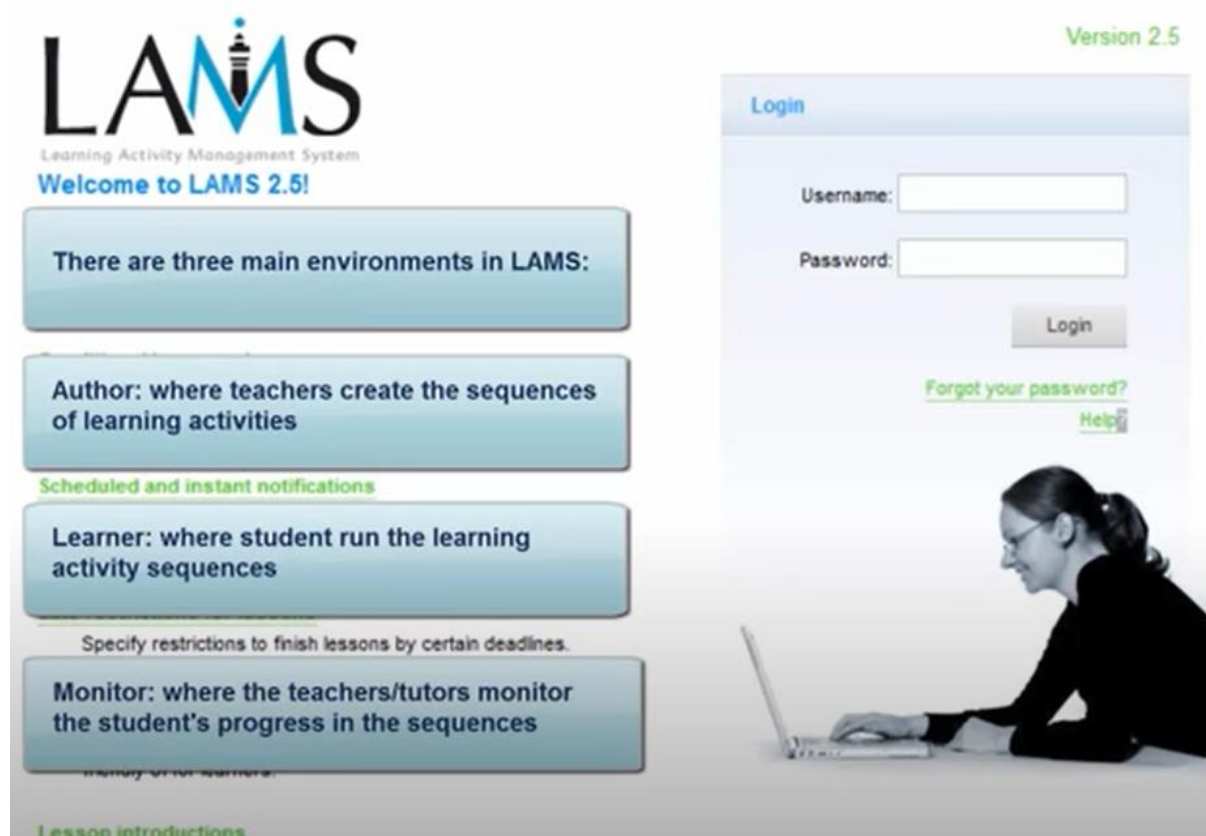 LAMS
Learning Activity Management System
Welcome to LAMS 2.5!
There are three main environments in LAMS:
Author: where teachers create the sequences
of learning activities
Scheduled and instant notifications
Learner: where student run the learning
activity sequences
Specify restrictions to finish lessons by certain deadlines.
Monitor: where the teachers/tutors monitor
the student's progress in the sequences
Lesson introductions
Version 2.5
Login
Username:
Password:
Login
Forgot your password?
Help